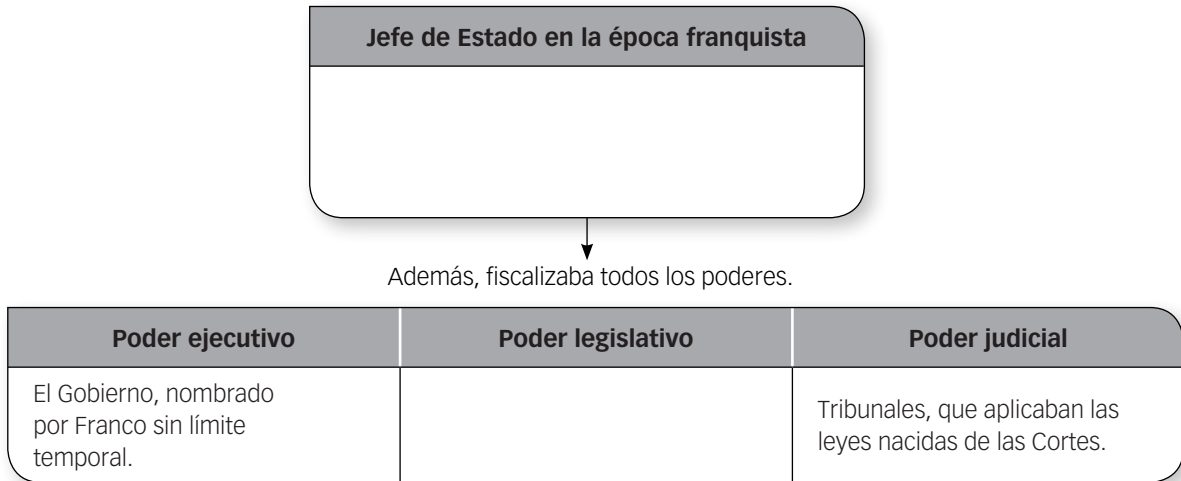 Jefe de Estado en la época franquista
Además, fiscalizaba todos los poderes.
Poder ejecutivo
Poder legislativo
Poder judicial
El Gobierno, nombrado
por Franco sin límite
temporal.
Tribunales, que aplicaban las
leyes nacidas de las Cortes.